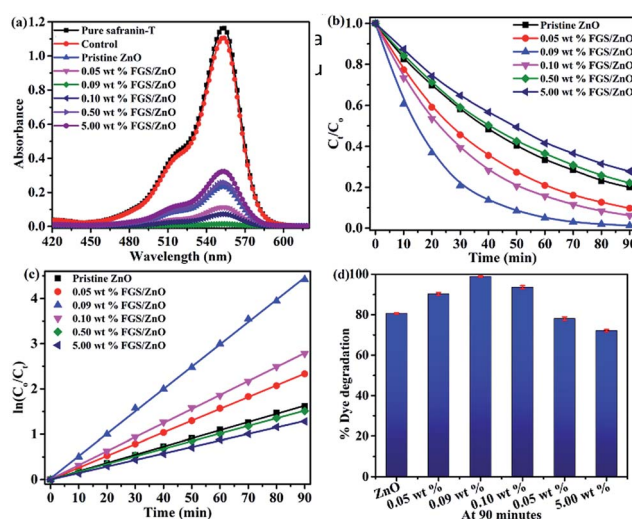 (a)
Pure safranin-T
Control
Pristine ZnO
0.05 wt % FGS/ZnO
0.09 wt % FGS/ZnO
0.10 wt % FGS/ZnO
0.50 wt % FGS/ZnO
5.00 wt % FGS/ZnO
1.2
1.0
0.8
0.6
0.4
0.2
0.0
Absorbance
420 450 480 510 540 570 600
Wavelength (nm)
(b)
Pristine ZnO
0.05 wt % FGS/ZnO
0.09 wt % FGS/ZnO
0.10 wt % FGS/ZnO
0.50 wt % FGS/ZnO
5.00 wt % FGS/ZnO
1.0
0.8
0.6
0.4
0.2
0.0
Ct/Co
0 10 20 30 40 50 60 70 80 90
Time (min)
(c)
Pristine ZnO
0.05 wt % FGS/ZnO
0.09 wt % FGS/ZnO
0.10 wt % FGS/ZnO
0.50 wt % FGS/ZnO
5.00 wt % FGS/ZnO
4
3
2
1
0
ln(Co/Ct)
0 10 20 30 40 50 60 70 80 90
Time (min)
(d)
100
80
60
40
20
0
% Dye degradation
ZnO 0.05 wt % 0.09 wt % 0.10 wt % 0.05 wt % 5.00 wt %
At 90 minutes